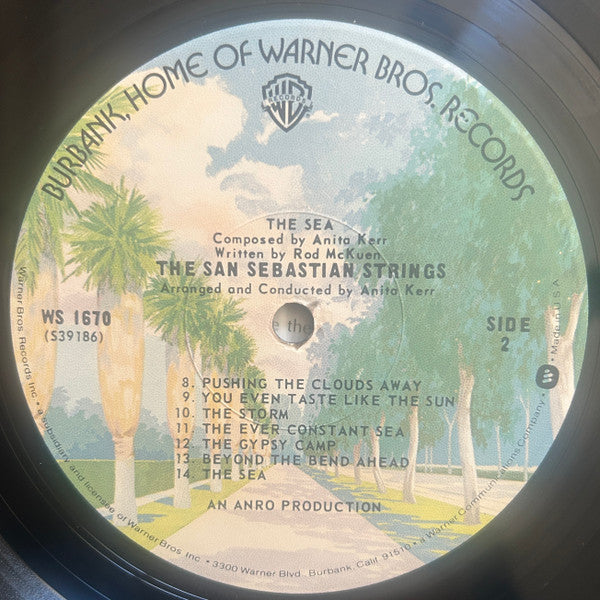 BURBANK, HOME OF WARNER BROS. RECORDS
RECORDS
THE SEA
Composed by Anita Kerr
Written by Rod McKuen
THE SAN SEBASTIAN STRINGS
Arranged and Conducted by Anita Kerr
WS 1670
(S39186)
SIDE
2
e the
8. PUSHING THE CLOUDS AWAY
9. YOU EVEN TASTE LIKE THE SUN
10. THE STORM
11. THE EVER CONSTANT SEA
12. THE GYPSY CAMP
13. BEYOND THE BEND AHEAD
14. THE SEA
AN ANRO PRODUCTION
Warner Bros. Records Inc. • a subsidiary and licensee of Warner Bros. Inc. • 3300 Warner Blvd., Burbank, Calif. 91510 • a Warner Communications Company • Made in U.S.A.